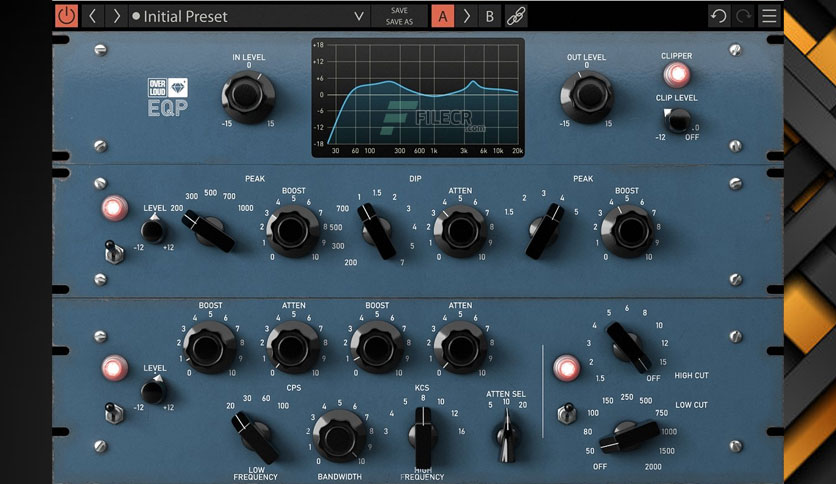 Initial Preset
SAVE
SAVE AS
A
B
OVER
LOUD
EQP
IN LEVEL
0
-15 15
+18
+12
+6
0
-6
-12
-18
30 60 100 300 600 1k 3k 6k 10k 20k
FILECR
.com
OUT LEVEL
0
-15 15
CLIPPER
CLIP LEVEL
-12 OFF
PEAK
LEVEL
-12 +12
200 300 500 700 1000
BOOST
0 1 2 3 4 5 6 7 8 9 10
DIP
200 300 500 700 1 1.5 2 3 4 5 7
ATTEN
0 1 2 3 4 5 6 7 8 9 10
PEAK
1.5 2 3 4 5
BOOST
0 1 2 3 4 5 6 7 8 9 10
LEVEL
-12 +12
BOOST
0 1 2 3 4 5 6 7 8 9 10
ATTEN
0 1 2 3 4 5 6 7 8 9 10
BOOST
0 1 2 3 4 5 6 7 8 9 10
ATTEN
0 1 2 3 4 5 6 7 8 9 10
CPS
20 30 60 100
LOW
FREQUENCY
0 1 2 3 4 5 6 7 8 9 10
BANDWIDTH
KCS
3 4 5 8 10 12 16
HIGH
FREQUENCY
ATTEN SEL
5 10 20
1.5 2 3 4 5 6 8 10 12 15 OFF
HIGH CUT
LOW CUT
OFF 50 80 100 150 250 500 750 1000 1500 2000